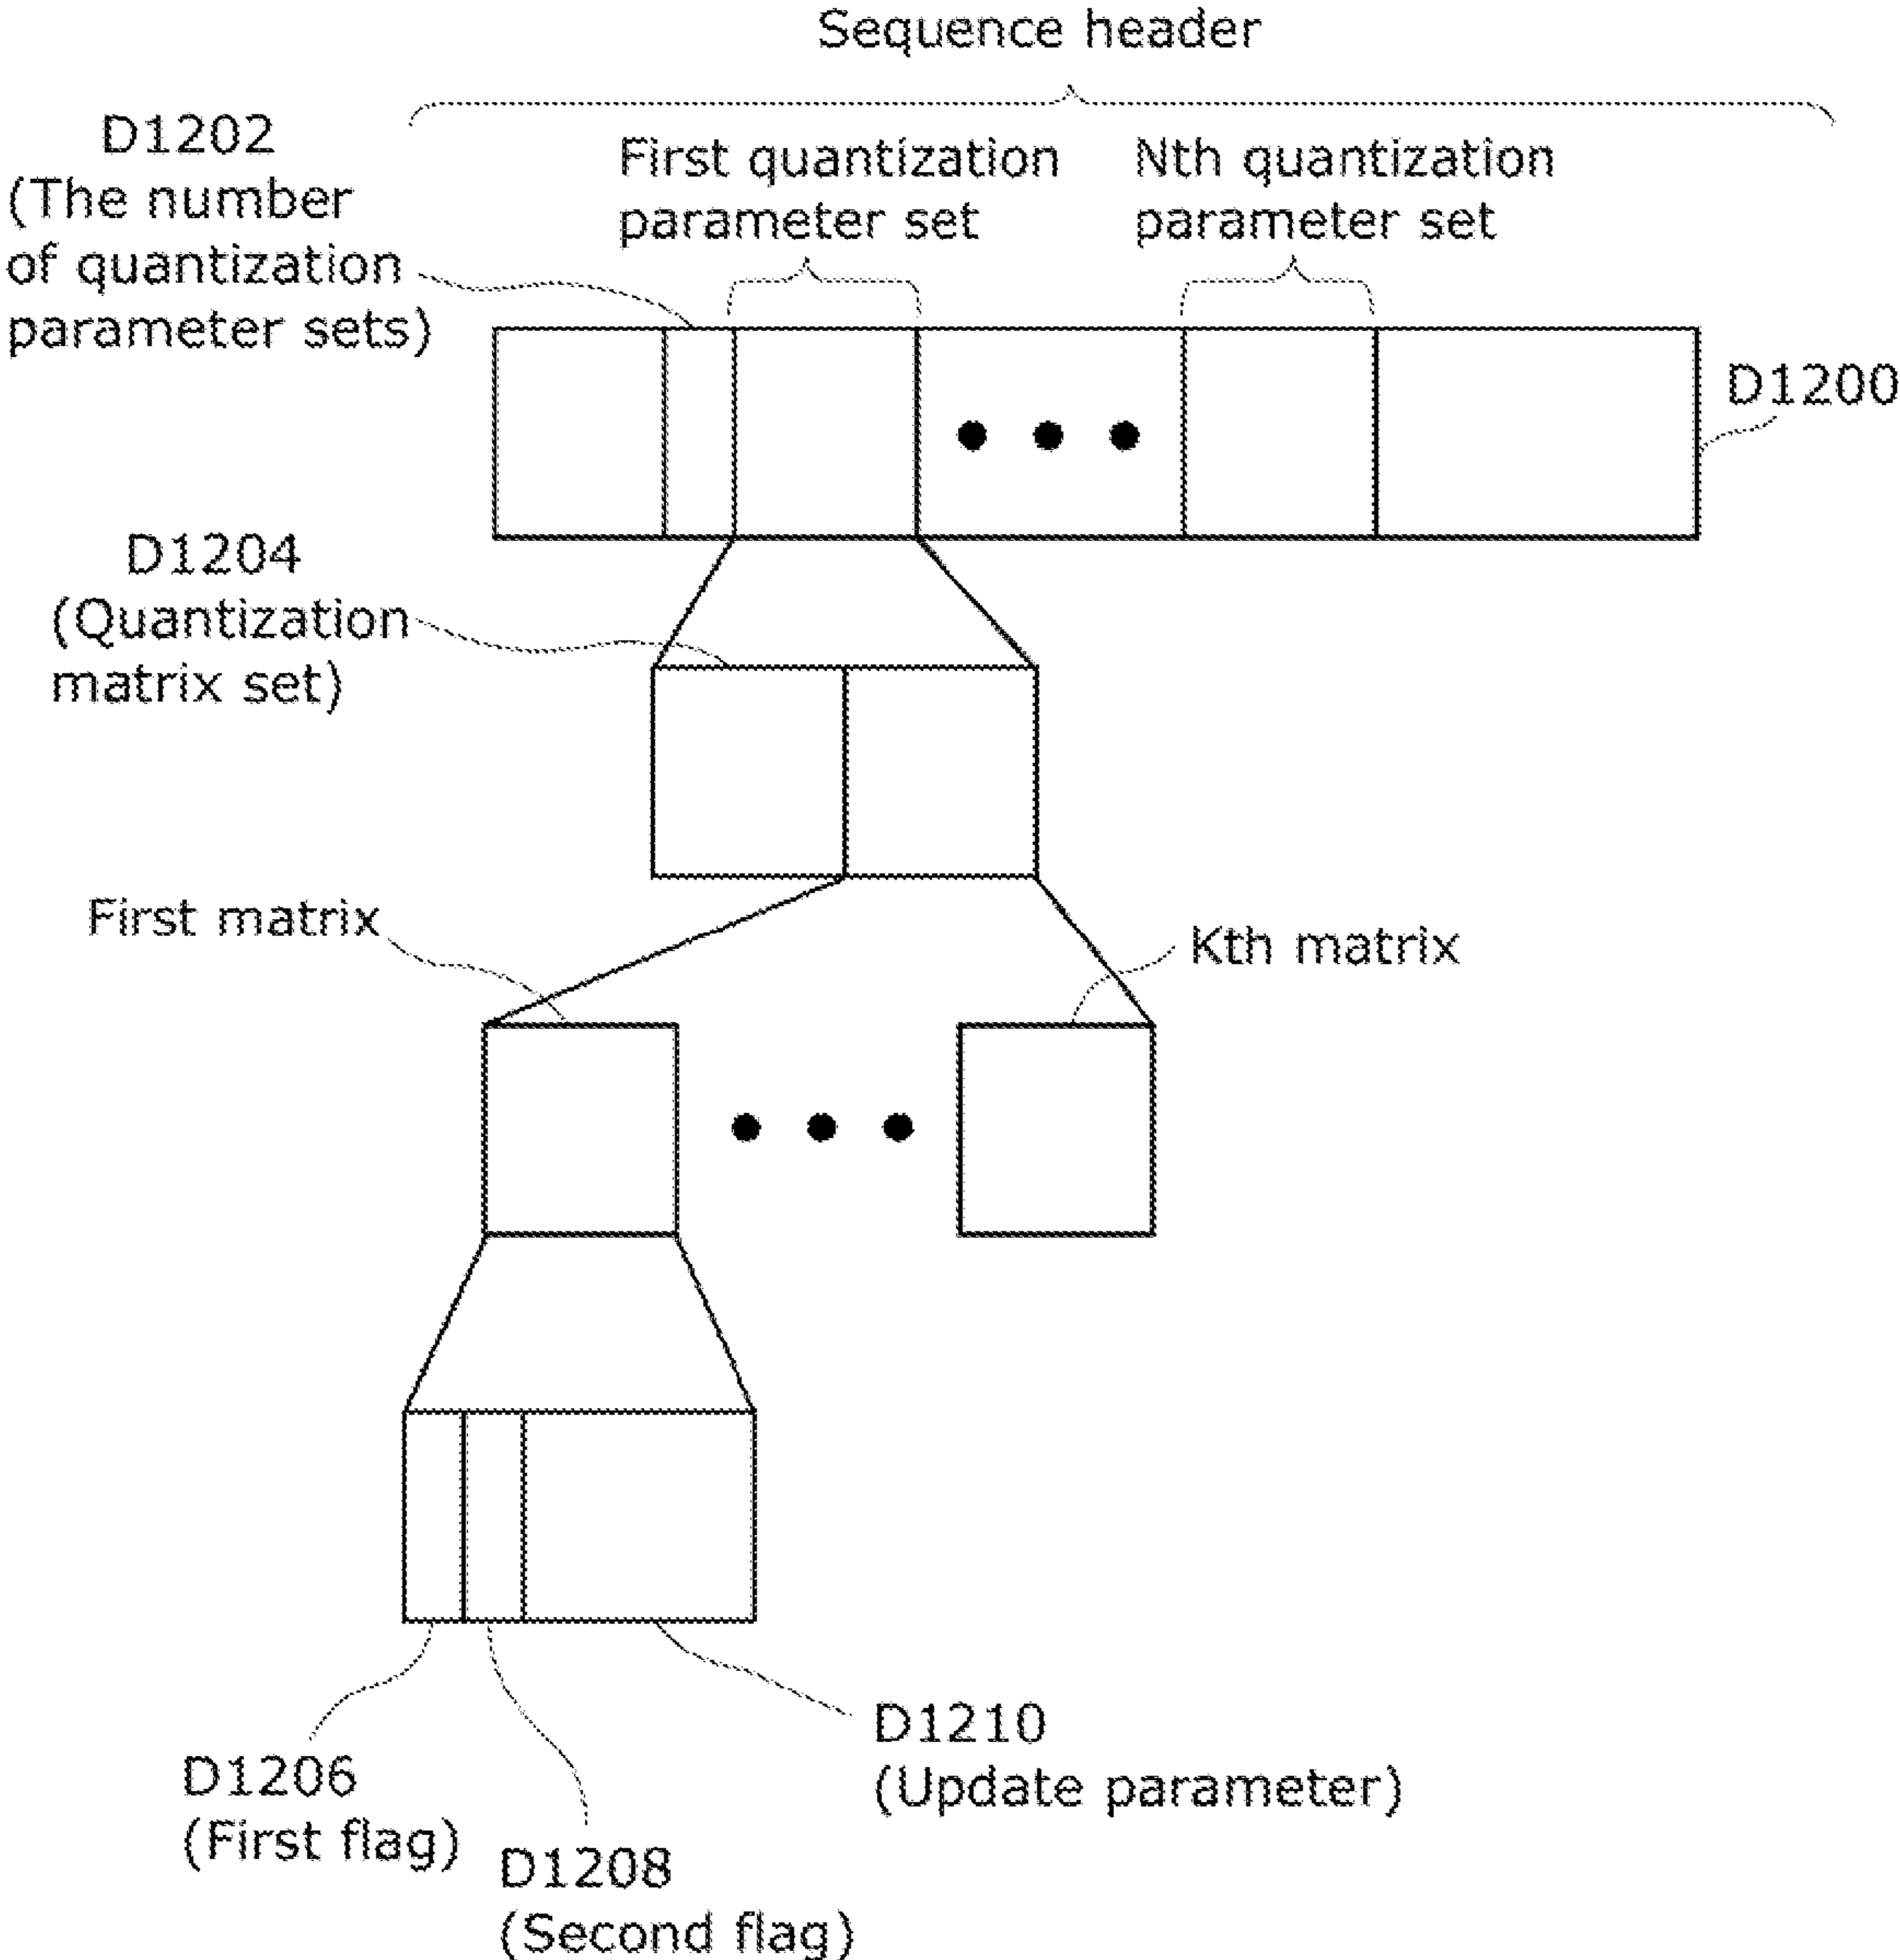 Sequence header
D1202
(The number
of quantization
parameter sets)
First quantization
parameter set
Nth quantization
parameter set
D1200
D1204
(Quantization
matrix set)
First matrix
Kth matrix
D1210
(Update parameter)
D1206
(First flag)
D1208
(Second flag)